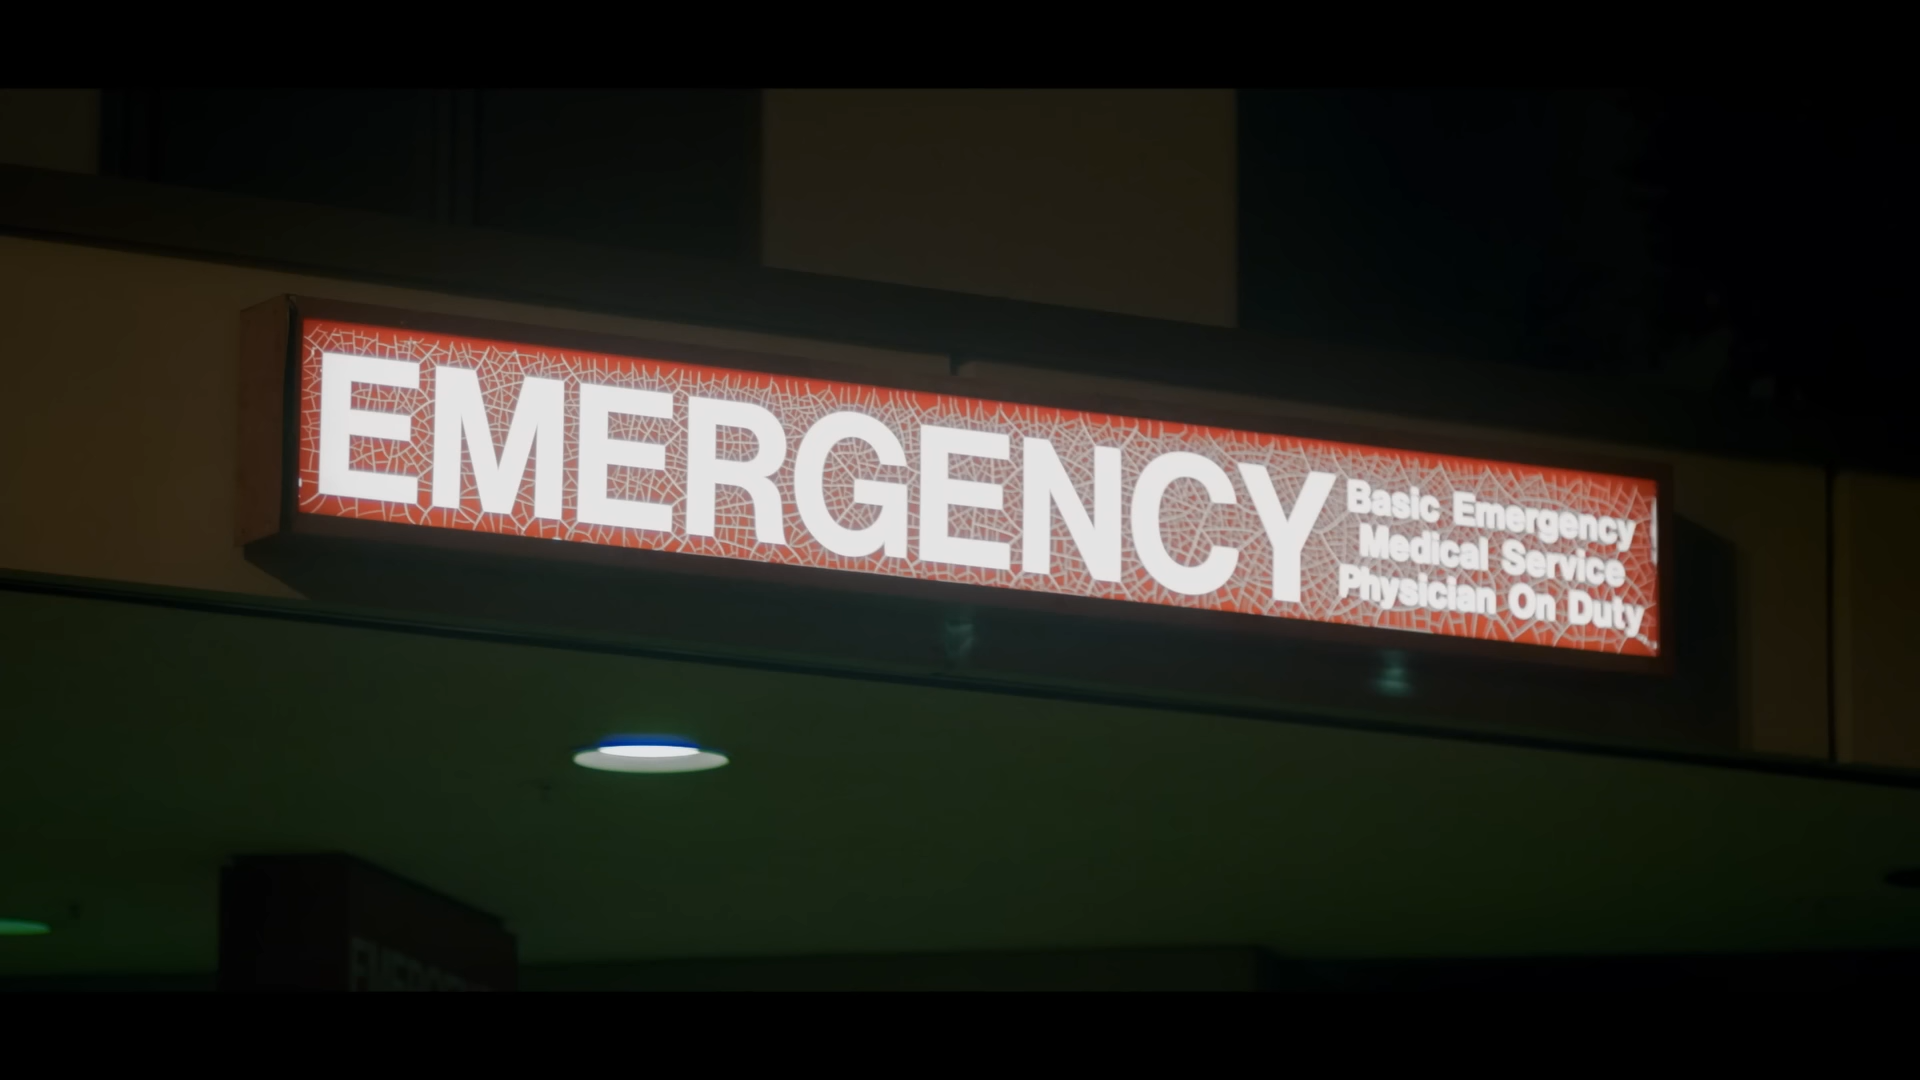 EMERGENCY
Basic Emergency
Medical Service
Physician On Duty